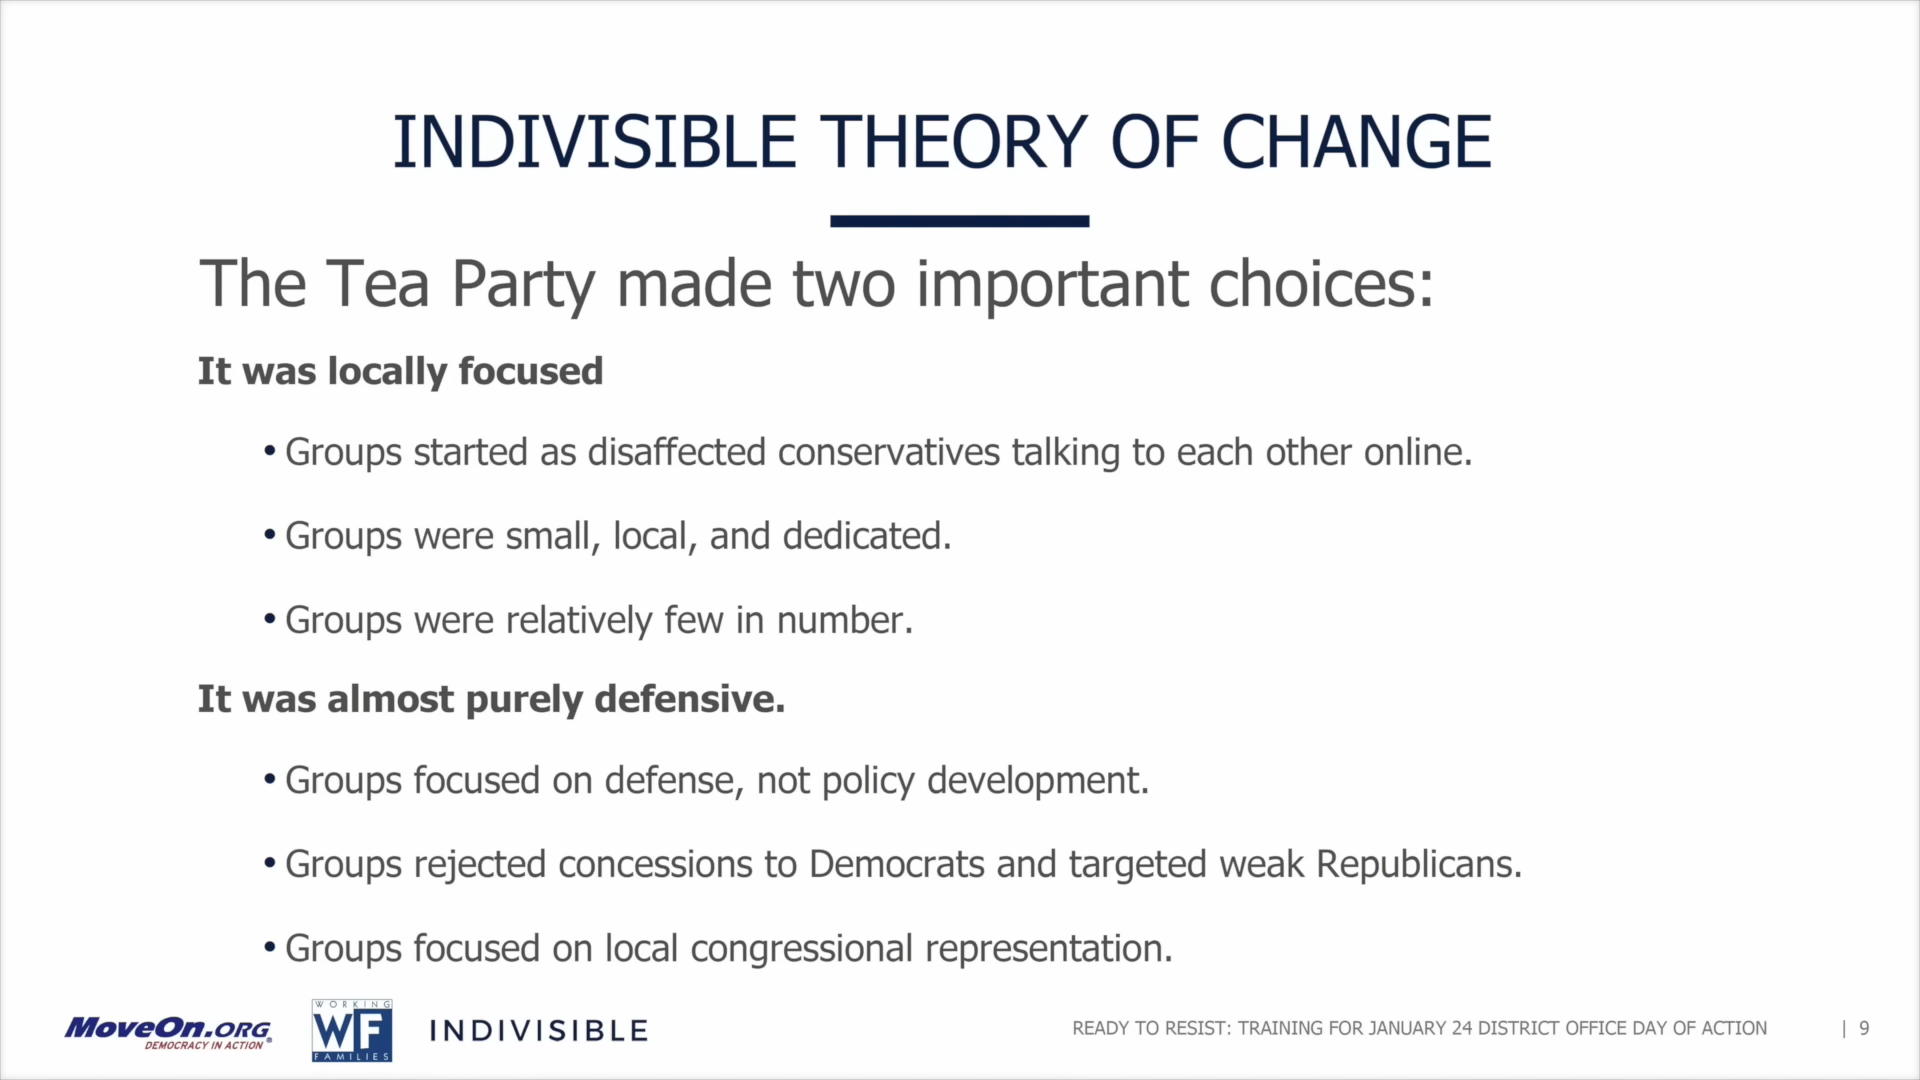 INDIVISIBLE THEORY OF CHANGE
The Tea Party made two important choices:
It was locally focused
• Groups started as disaffected conservatives talking to each other online.
• Groups were small, local, and dedicated.
• Groups were relatively few in number.
It was almost purely defensive.
• Groups focused on defense, not policy development.
• Groups rejected concessions to Democrats and targeted weak Republicans.
• Groups focused on local congressional representation.
MoveOn.ORG
DEMOCRACY IN ACTION®
WORKING
WF
FAMILIES
INDIVISIBLE
READY TO RESIST: TRAINING FOR JANUARY 24 DISTRICT OFFICE DAY OF ACTION | 9